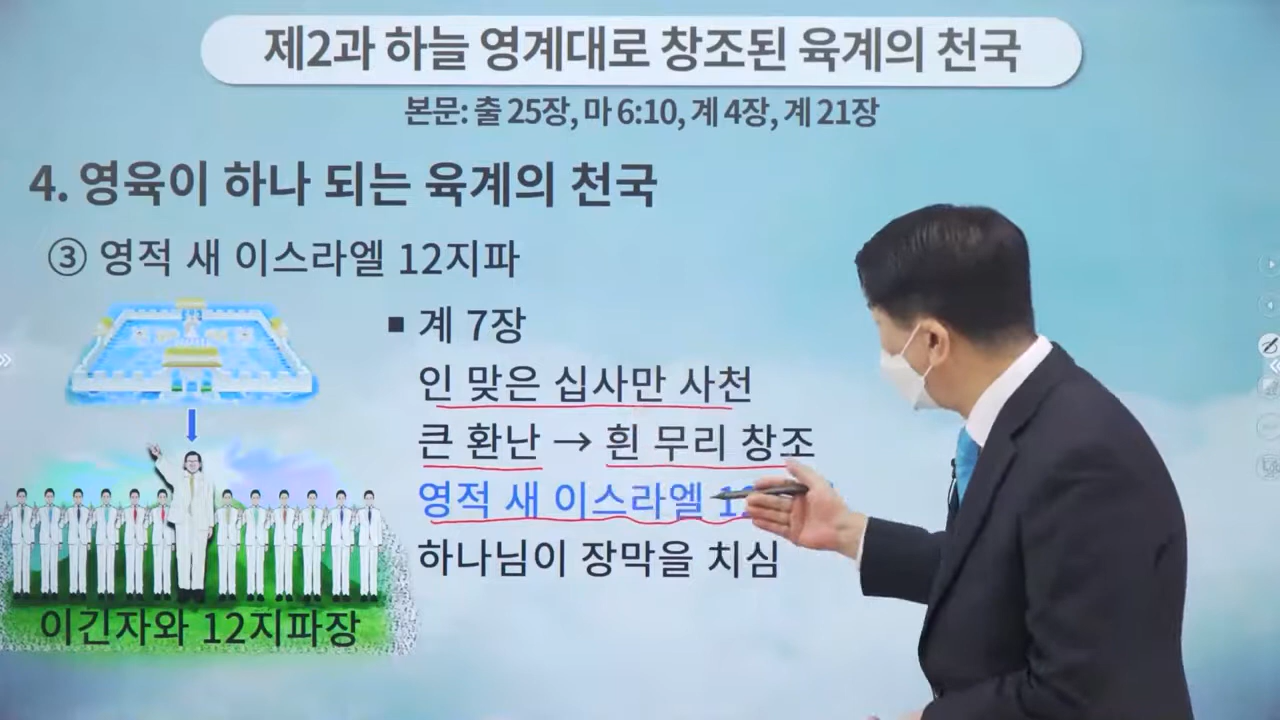 제2과 하늘 영계대로 창조된 육계의 천국
본문: 출 25장, 마 6:10, 계 4장, 계 21장
4. 영육이 하나 되는 육계의 천국
③ 영적 새 이스라엘 12지파
■ 계 7장
인 맞은 십사만 사천
큰 환난 → 흰 무리 창조
영적 새 이스라엘
하나님이 장막을 치심
이긴자와 12지파장